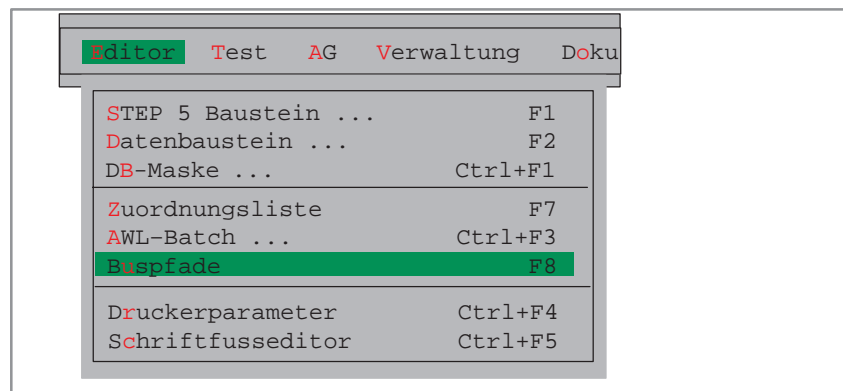 Editor Test AG Verwaltung Doku
STEP 5 Baustein ... F1
Datenbaustein ... F2
DB-Maske ... Ctrl+F1
Zuordnungsliste F7
AWL-Batch ... Ctrl+F3
Buspfade F8
Druckerparameter Ctrl+F4
Schriftfusseditor Ctrl+F5